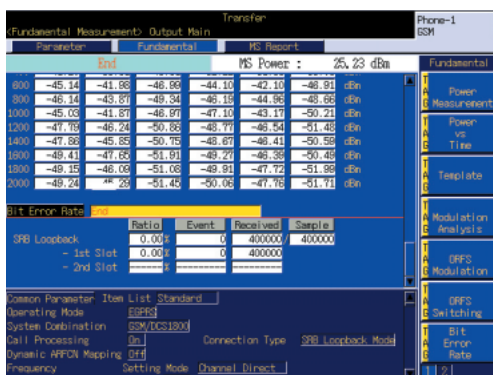 Transfer
<Fundamental Measurement> Output Main
Phone-1
GSM
Parameter Fundamental MS Report
End MS Power : 25.23 dBm
Fundamental
600 -45.14 -41.98 -46.99 -44.10 -42.10 -46.91 dBm
800 -46.14 -43.87 -49.34 -46.19 -44.96 -48.66 dBm
1000 -45.03 -41.87 -46.97 -47.10 -43.17 -50.21 dBm
1200 -47.79 -46.24 -50.86 -48.77 -46.54 -51.48 dBm
1400 -47.86 -45.85 -50.75 -48.67 -46.41 -50.59 dBm
1600 -49.41 -47.65 -51.91 -49.27 -46.39 -50.49 dBm
1800 -49.15 -46.09 -51.08 -49.91 -47.72 -51.99 dBm
2000 -49.24 -51.45 -50.06 -47.76 -51.71 dBm
Bit Error Rate End
Ratio Event Received Sample
SRB Loopback 0.00% 0 400000/ 400000
- 1st Slot 0.00% 0 400000
- 2nd Slot -----% ------ ------
Common Parameter Item List Standard
Operating Mode EGPRS
System Combination GSM/DCS1800
Call Processing On Connection Type SRB Loopback Mode
Dynamic ARFCN Mapping Off
Frequency Setting Mode Channel Direct
TAG Power Measurement
TAG Power vs Time
TAG Template
TAG Modulation Analysis
TAG ORFS Modulation
TAG ORFS Switching
TAG Bit Error Rate
1 2